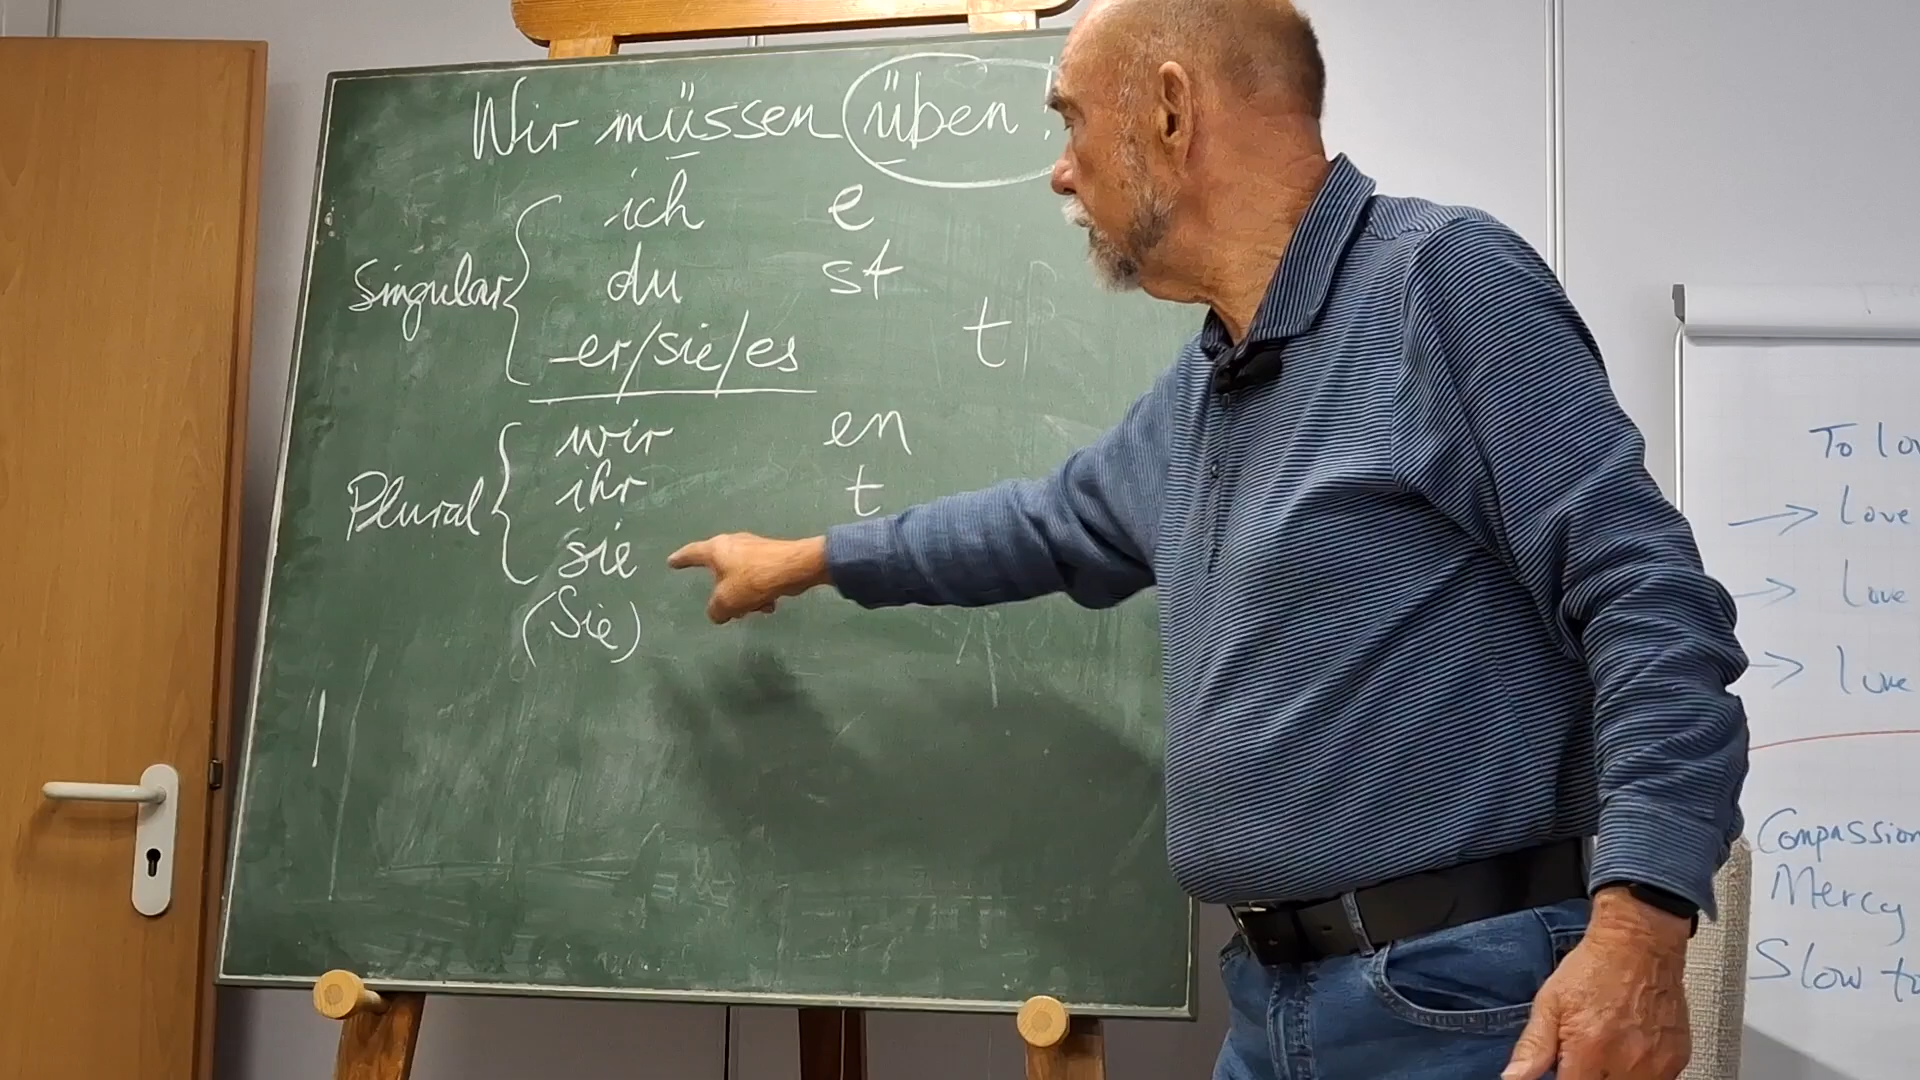 Wir müssen üben!
Singular
ich e
du st
-er/sie/es t
Plural
wir en
ihr t
sie
(Sie)
To
→ Love
→ Love
→ Love
Compassion
Mercy
Slow